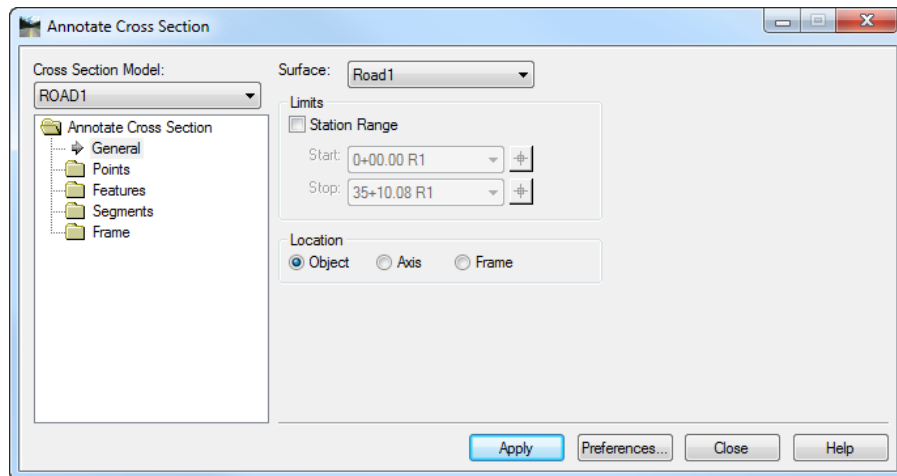 Annotate Cross Section
Cross Section Model:
ROAD1
Annotate Cross Section
General
Points
Features
Segments
Frame
Surface:
Road1
Limits
Station Range
Start:
0+00.00 R1
Stop:
35+10.08 R1
Location
Object
Axis
Frame
Apply
Preferences...
Close
Help